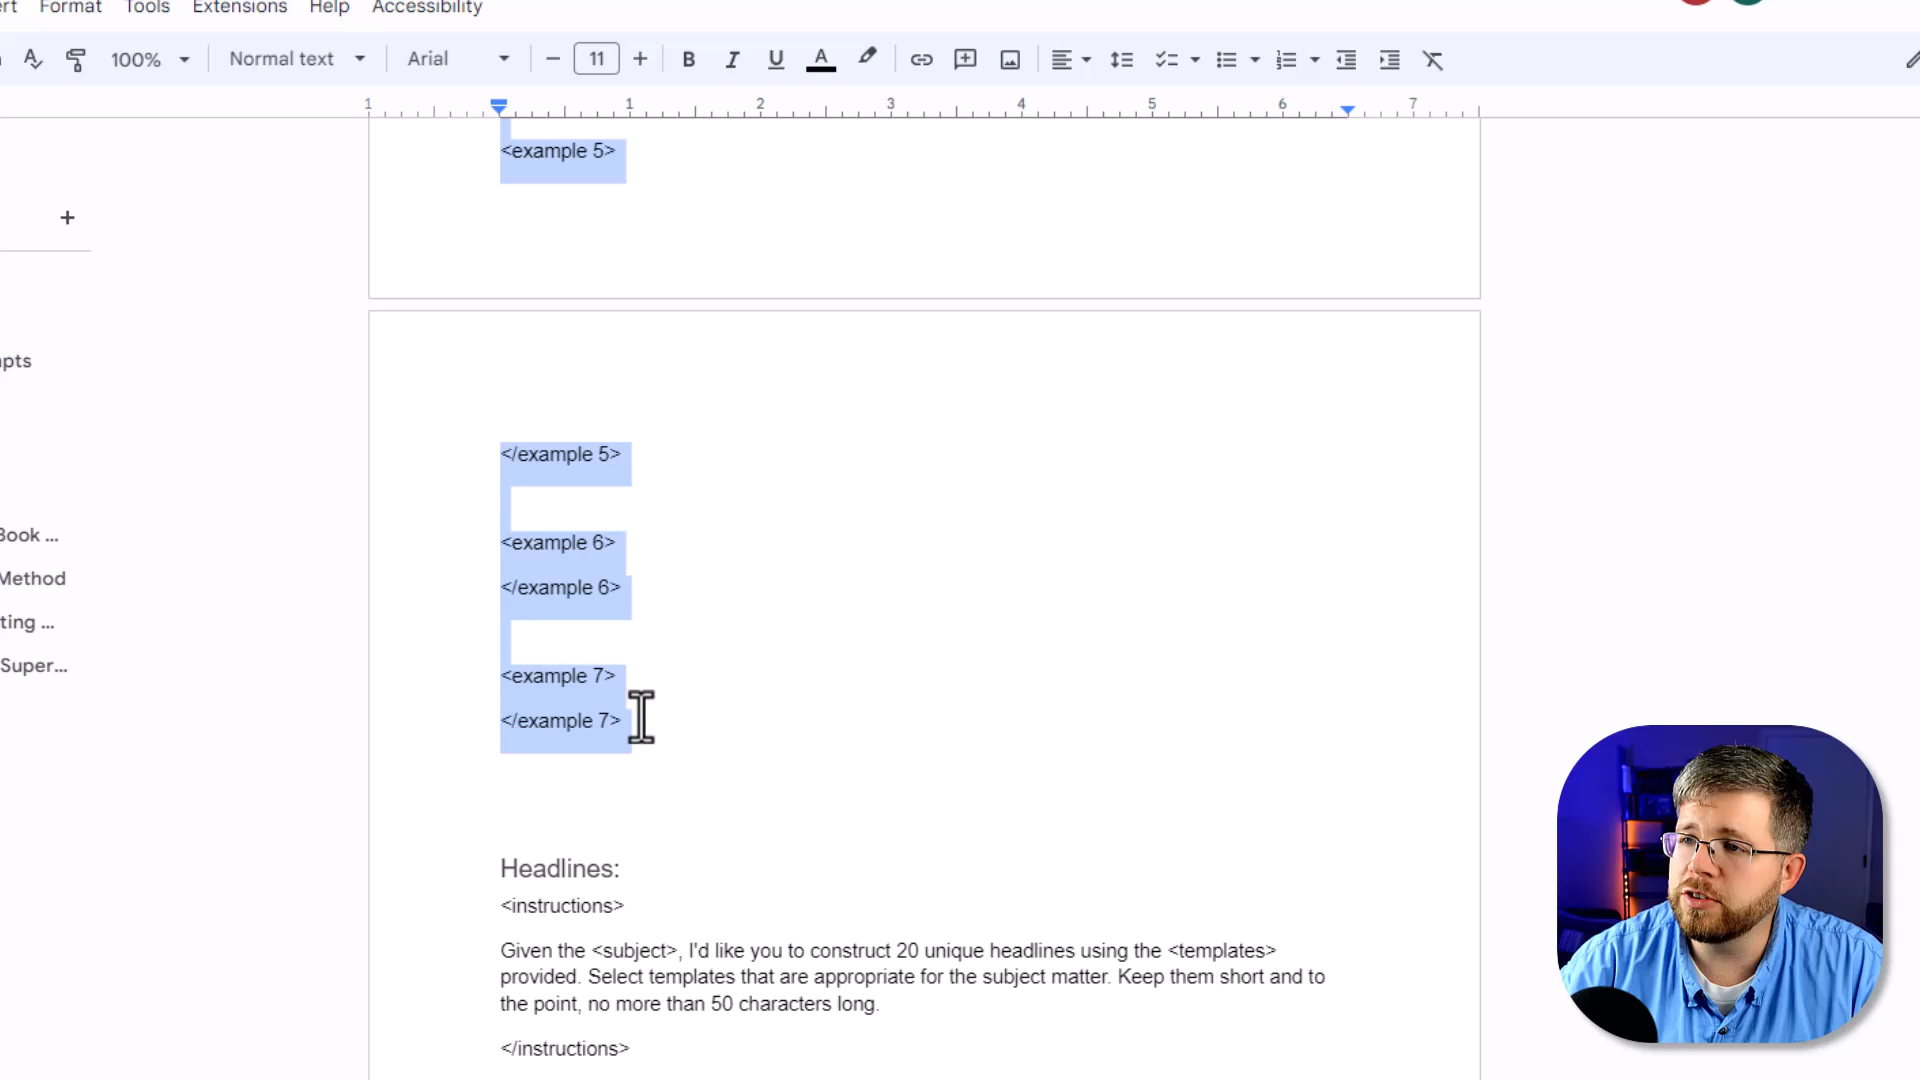 Format Tools Extensions Help Accessibility
100% Normal text Arial 11
1 1 2 3 4 5 6 7
<example 5>
</example 5>
<example 6>
</example 6>
<example 7>
</example 7>
Headlines:
<instructions>
Given the <subject>, I'd like you to construct 20 unique headlines using the <templates>
provided. Select templates that are appropriate for the subject matter. Keep them short and to
the point, no more than 50 characters long.
</instructions>
Book ...
Method
ting ...
Super...